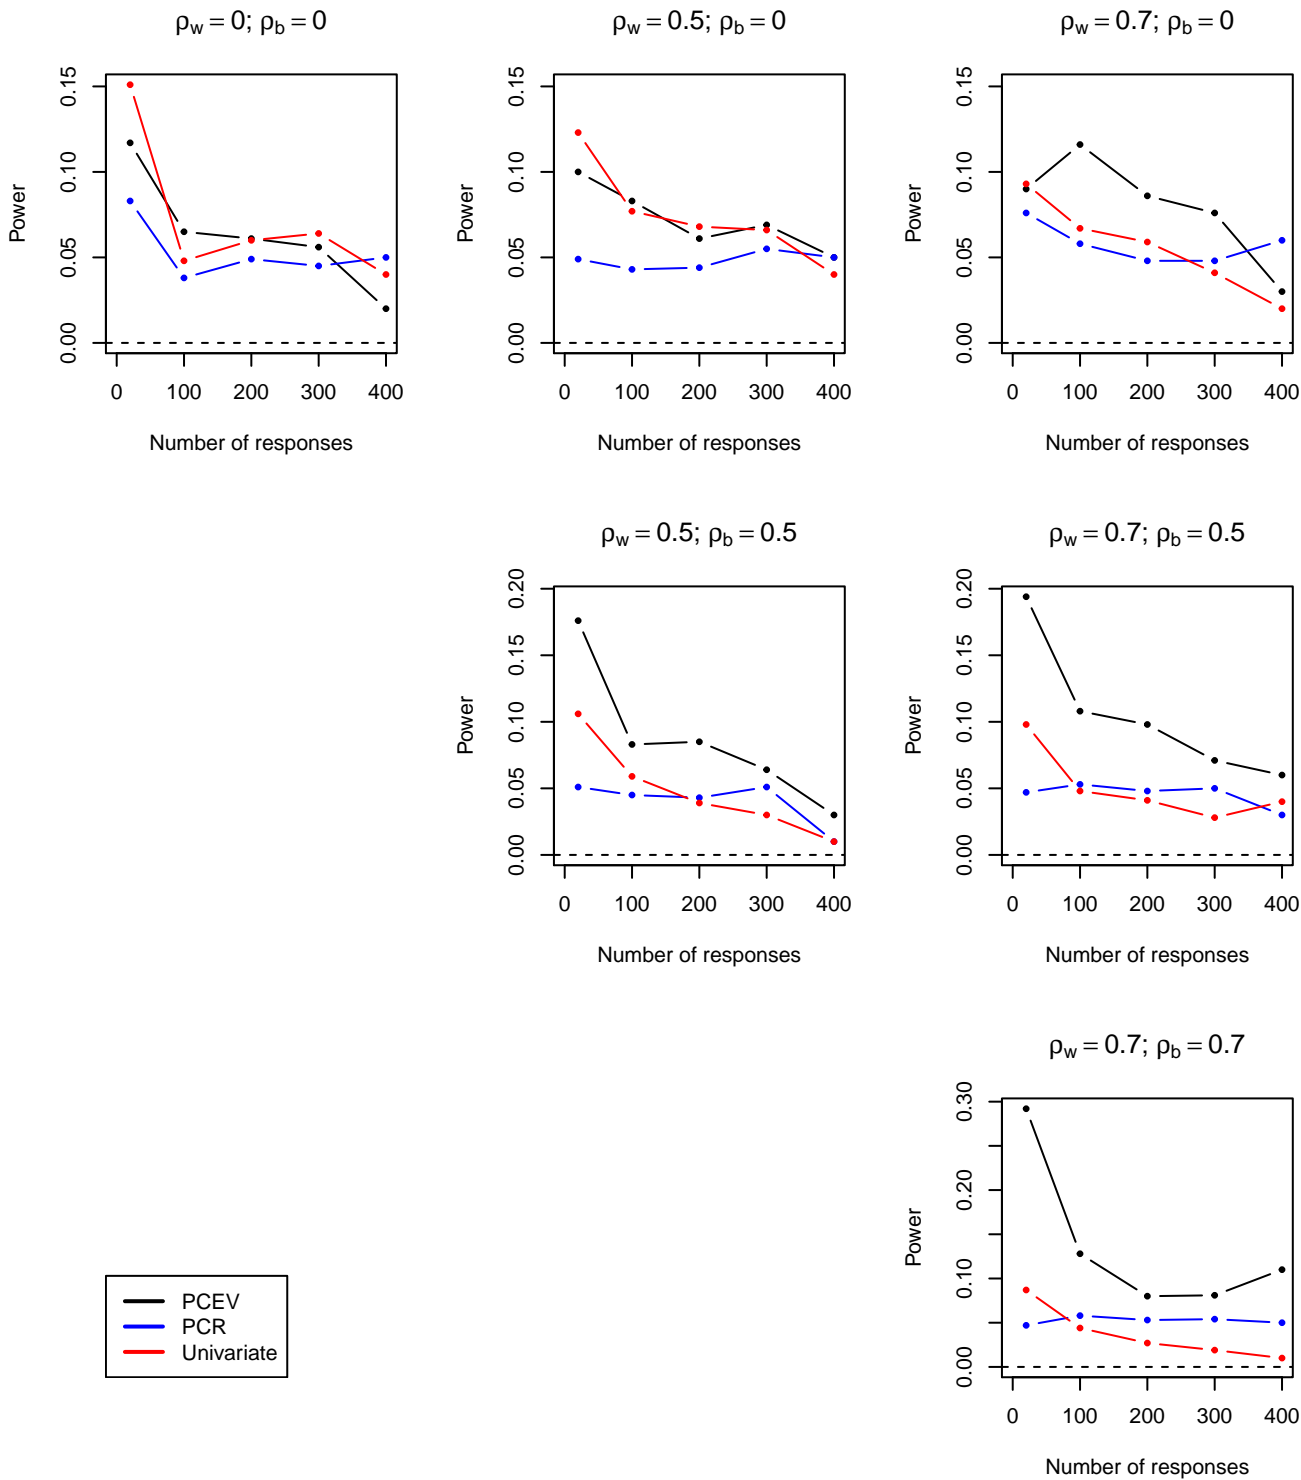 ρw = 0; ρb = 0
ρw = 0.5; ρb = 0
ρw = 0.7; ρb = 0
Power
0.00 0.05 0.10 0.15
0 100 200 300 400
Number of responses
Power
0.00 0.05 0.10 0.15
0 100 200 300 400
Number of responses
Power
0.00 0.05 0.10 0.15
0 100 200 300 400
Number of responses
ρw = 0.5; ρb = 0.5
ρw = 0.7; ρb = 0.5
Power
0.00 0.05 0.10 0.15 0.20
0 100 200 300 400
Number of responses
Power
0.00 0.05 0.10 0.15 0.20
0 100 200 300 400
Number of responses
ρw = 0.7; ρb = 0.7
Power
0.00 0.10 0.20 0.30
0 100 200 300 400
Number of responses
PCEV
PCR
Univariate